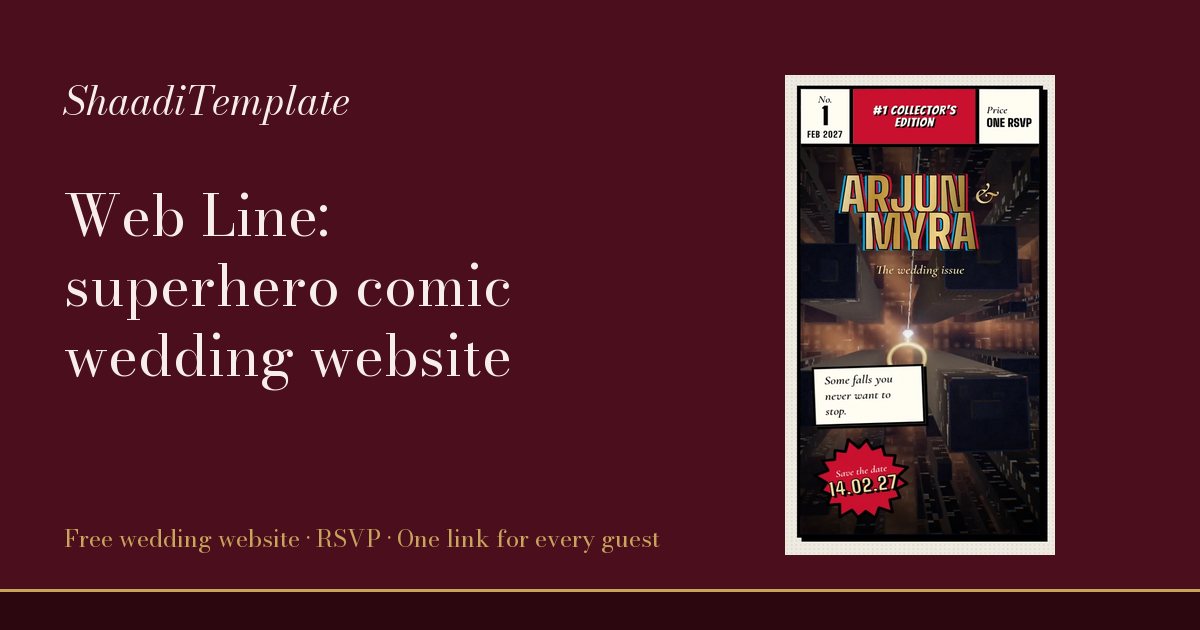 ShaadiTemplate
Web Line:
superhero comic
wedding website
Free wedding website · RSVP · One link for every guest
No.
1
FEB 2027
#1 COLLECTOR'S
EDITION
Price
ONE RSVP
ARJUN &
MYRA
The wedding issue
Some falls you
never want to
stop.
Save the date
14.02.27